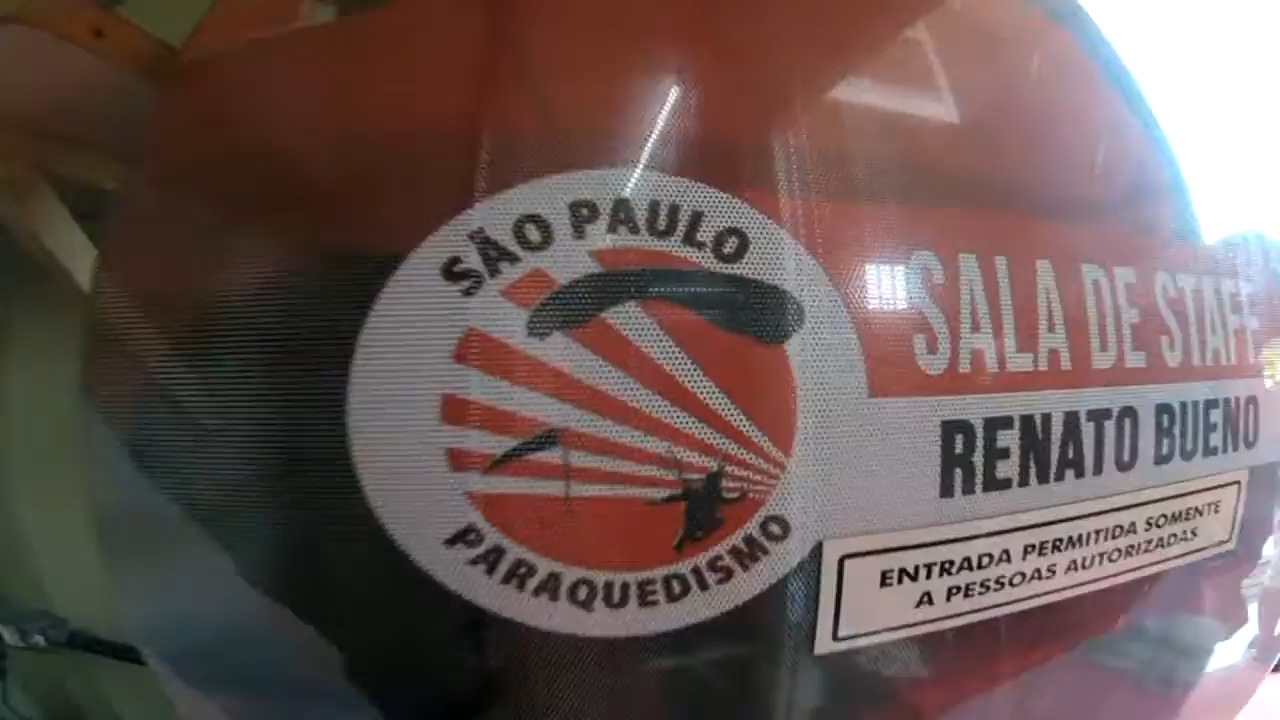 SÃO PAULO
PARAQUEDISMO
SALA DE STAFF
RENATO BUENO
ENTRADA PERMITIDA SOMENTE
A PESSOAS AUTORIZADAS